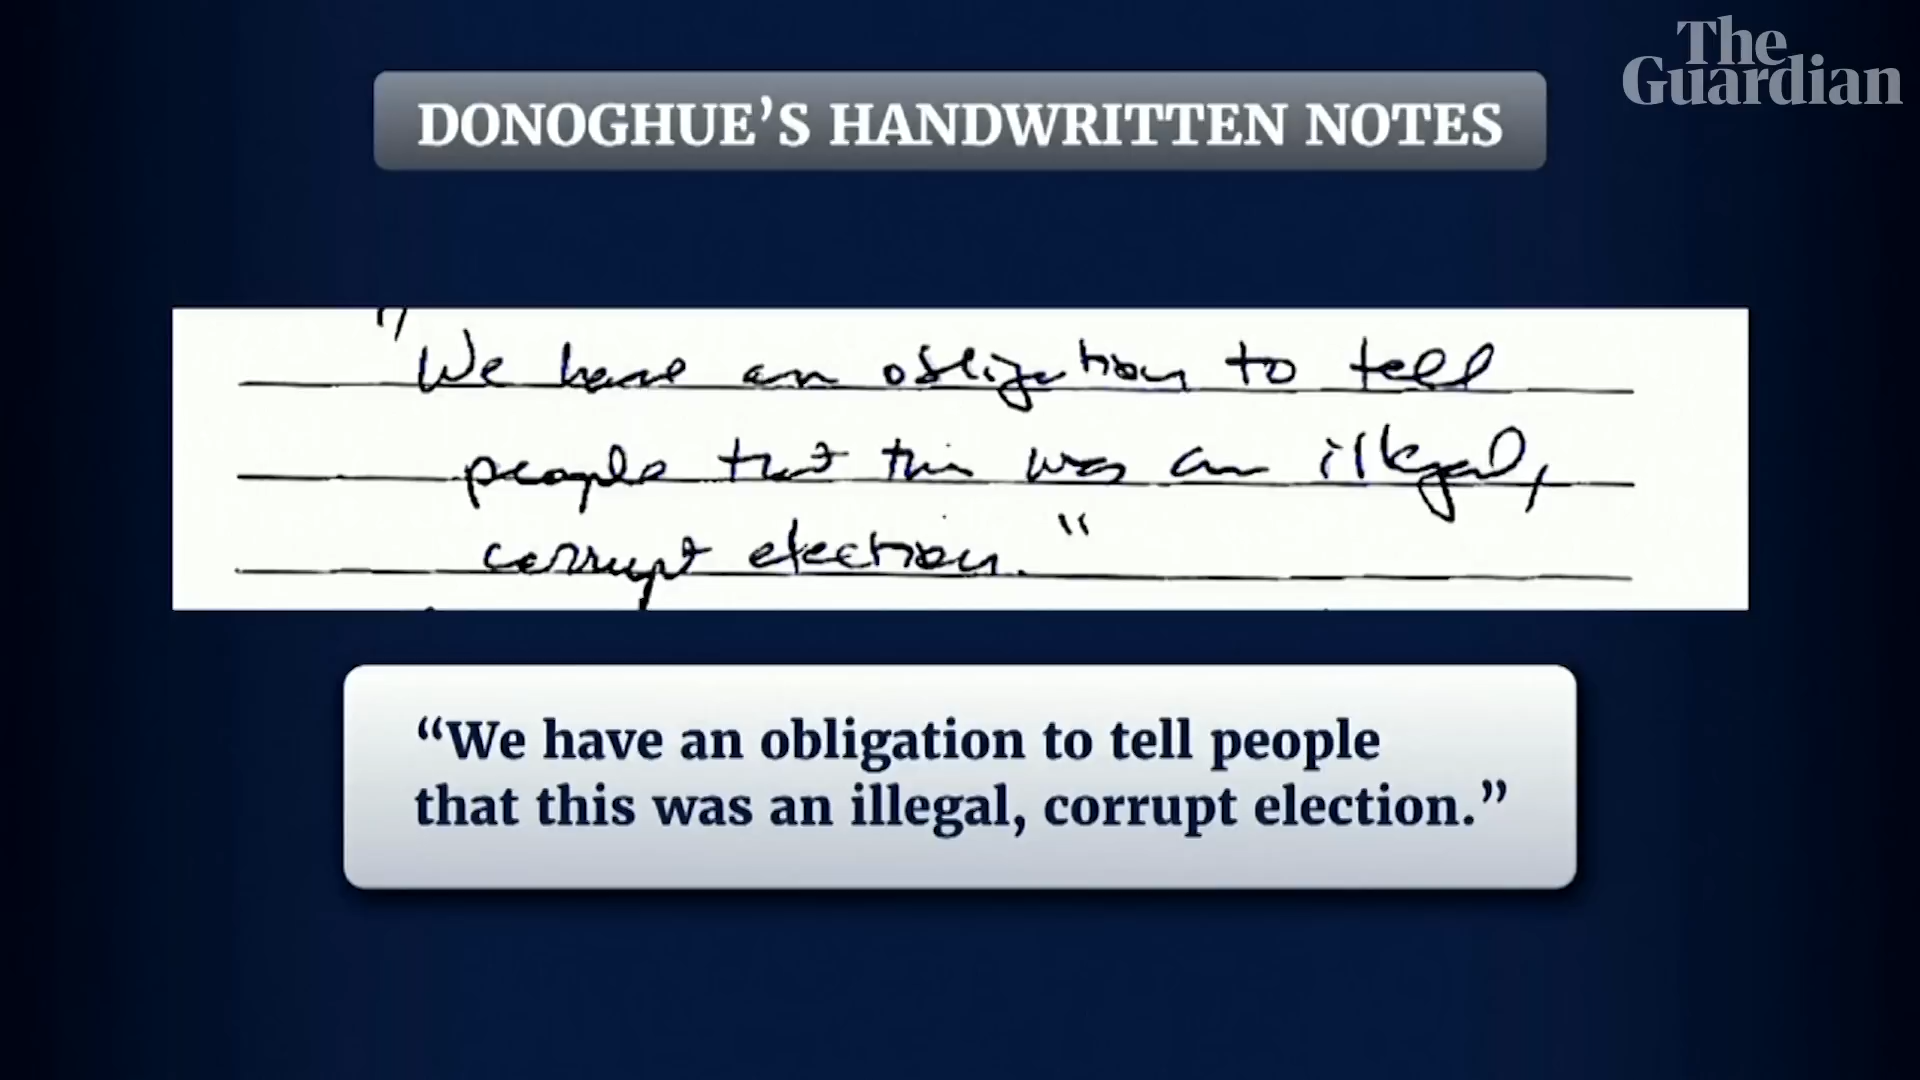 The
Guardian
DONOGHUE’S HANDWRITTEN NOTES
"We have an obligation to tell
people that this was an illegal,
corrupt election."
“We have an obligation to tell people
that this was an illegal, corrupt election.”